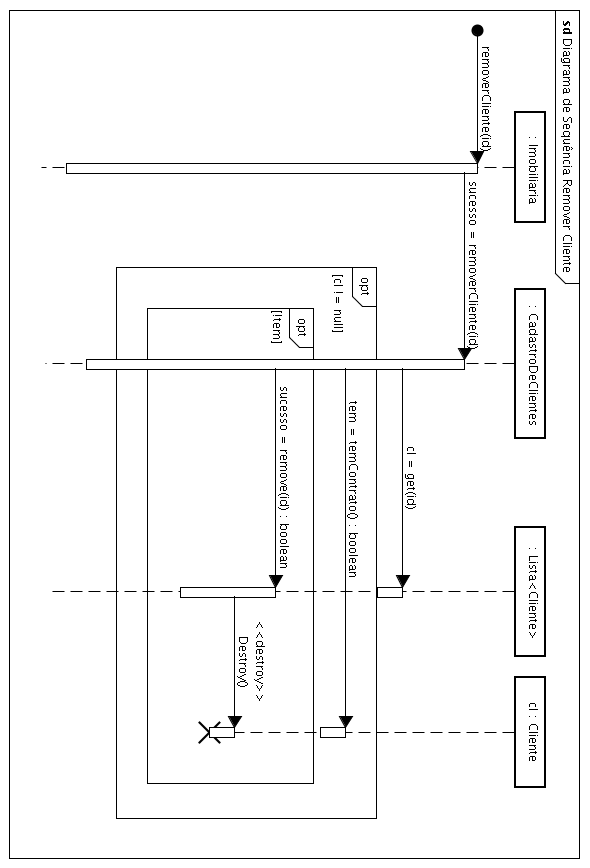 sd Diagrama de Sequência Remover Cliente
: Imobiliaria
: CadastroDeClientes
: Lista<Cliente>
cl : Cliente
removerCliente(id)
sucesso = removerCliente(id)
cl = get(id)
opt
[cl != null]
tem = temContrato() : boolean
opt
[!tem]
sucesso = remove(id) : boolean
< <destroy> >
Destroy()